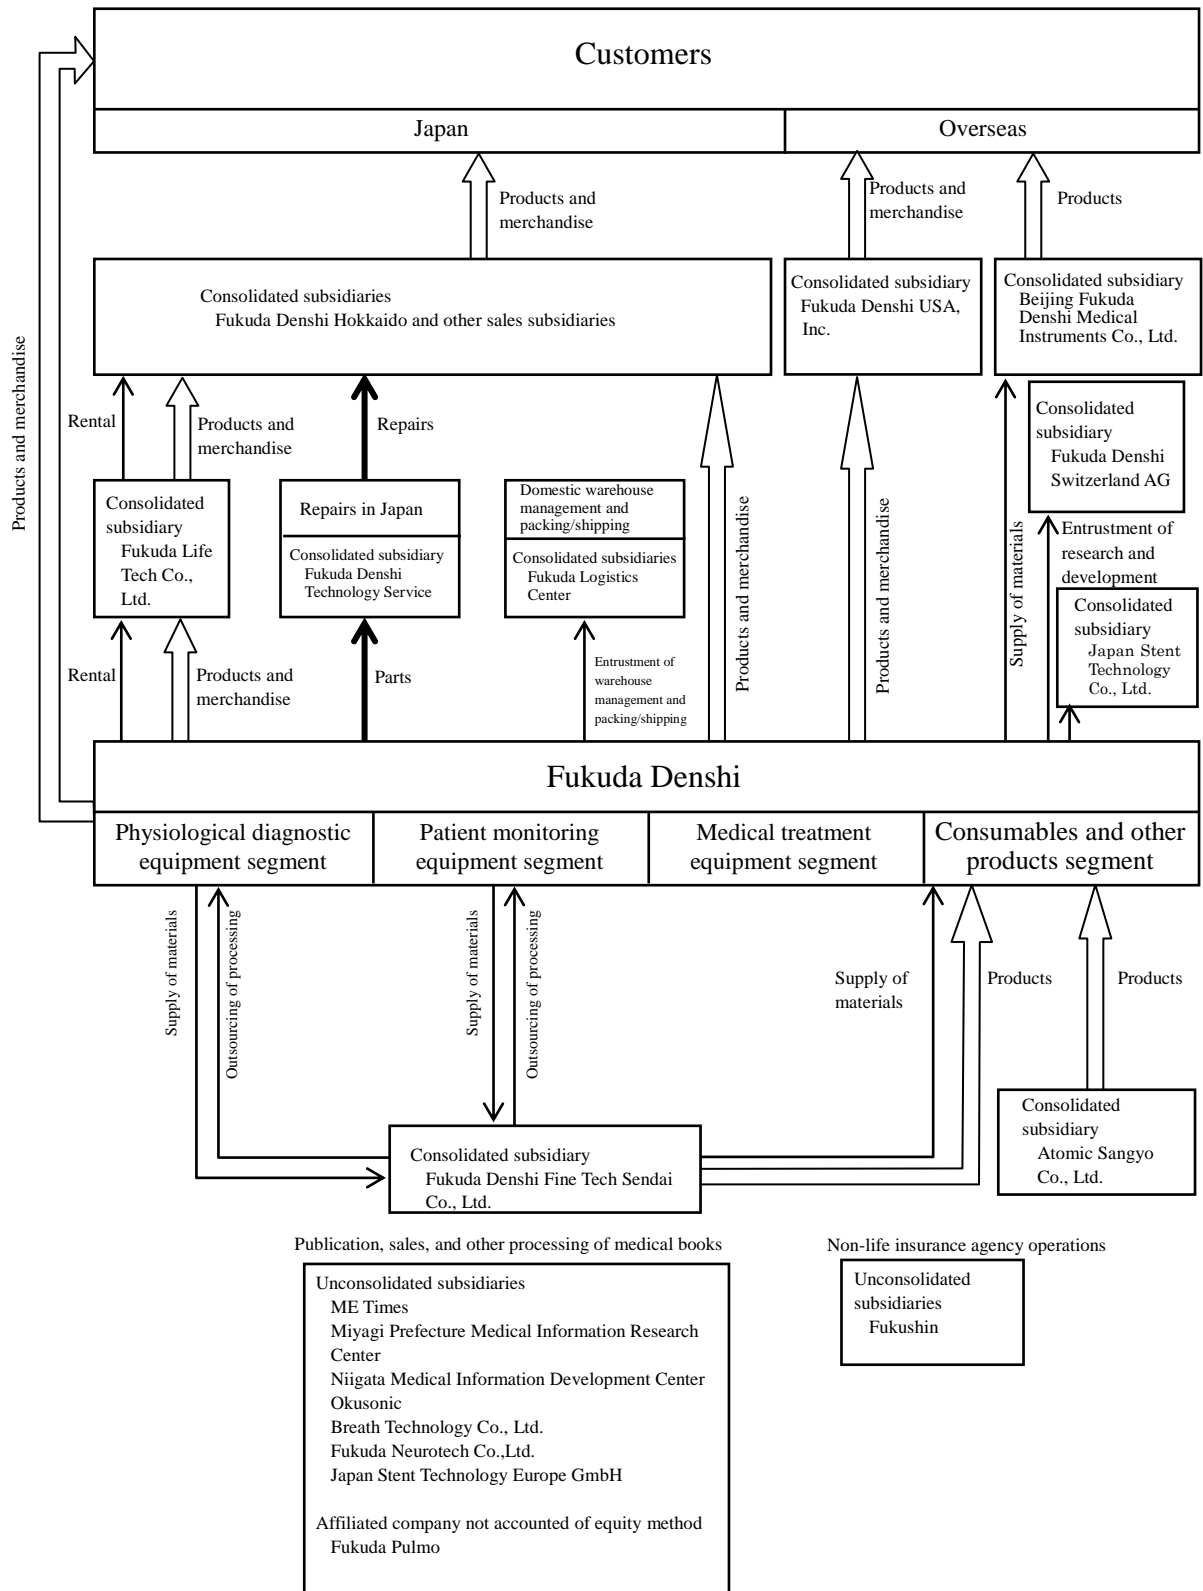 Customers
Japan
Overseas
Products and
merchandise
Products and
merchandise
Products
Products and merchandise
Consolidated subsidiaries
Fukuda Denshi Hokkaido and other sales subsidiaries
Consolidated subsidiary
Fukuda Denshi USA,
Inc.
Consolidated subsidiary
Beijing Fukuda
Denshi Medical
Instruments Co., Ltd.
Rental
Products and
merchandise
Repairs
Consolidated
subsidiary
Fukuda Denshi
Switzerland AG
Consolidated
subsidiary
Fukuda Life
Tech Co.,
Ltd.
Repairs in Japan
Consolidated subsidiary
Fukuda Denshi
Technology Service
Domestic warehouse
management and
packing/shipping
Consolidated subsidiaries
Fukuda Logistics
Center
Products and merchandise
Products and merchandise
Supply of materials
Entrustment of
research and
development
Consolidated
subsidiary
Japan Stent
Technology
Co., Ltd.
Rental
Products and
merchandise
Parts
Entrustment of
warehouse
management and
packing/shipping
Fukuda Denshi
Physiological diagnostic
equipment segment
Patient monitoring
equipment segment
Medical treatment
equipment segment
Consumables and other
products segment
Supply of materials
Outsourcing of processing
Supply of materials
Outsourcing of processing
Supply of
materials
Products
Products
Consolidated subsidiary
Fukuda Denshi Fine Tech Sendai
Co., Ltd.
Consolidated
subsidiary
Atomic Sangyo
Co., Ltd.
Publication, sales, and other processing of medical books
Unconsolidated subsidiaries
ME Times
Miyagi Prefecture Medical Information Research
Center
Niigata Medical Information Development Center
Okusonic
Breath Technology Co., Ltd.
Fukuda Neurotech Co.,Ltd.
Japan Stent Technology Europe GmbH
Affiliated company not accounted of equity method
Fukuda Pulmo
Non-life insurance agency operations
Unconsolidated
subsidiaries
Fukushin